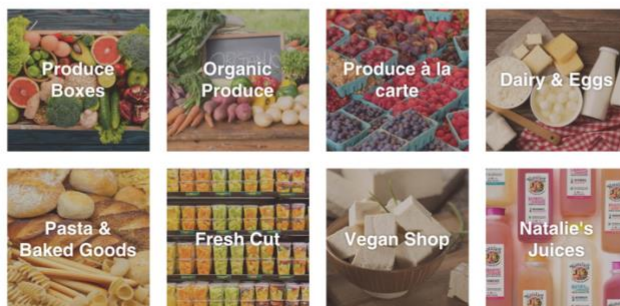 Produce
Boxes
Organic
Produce
Produce à la
carte
Dairy & Eggs
Pasta &
Baked Goods
Fresh Cut
Vegan Shop
Natalie's
Juices